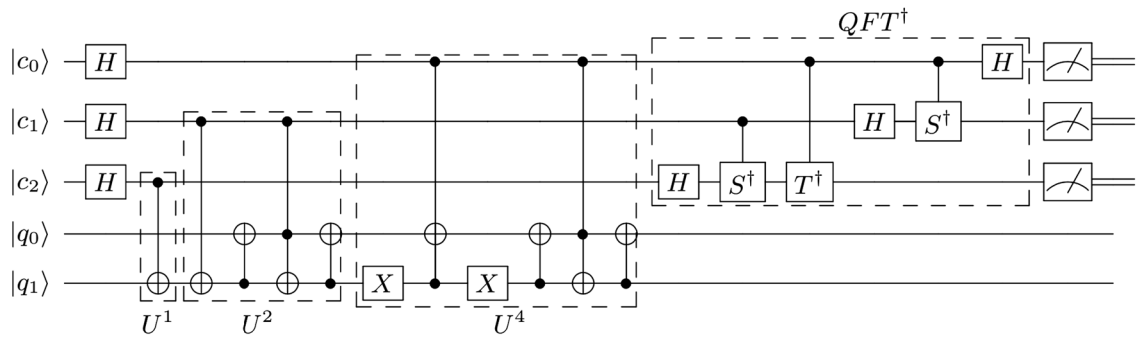 QFT†
|c₀⟩ H H
|c₁⟩ H H S†
|c₂⟩ H H S† T†
|q₀⟩
|q₁⟩ X X
U¹ U² U⁴